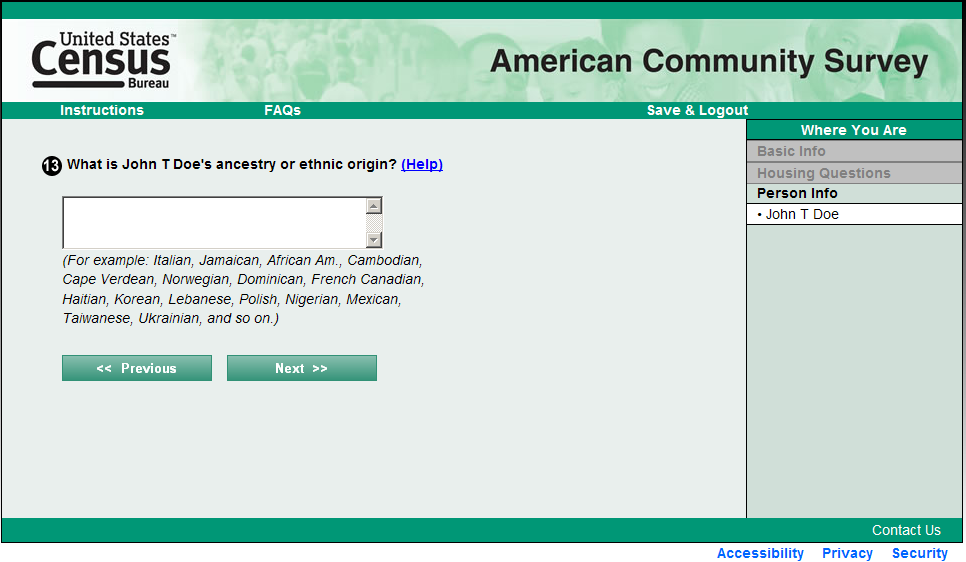 United States™
Census
Bureau
American Community Survey
Instructions FAQs Save & Logout
Where You Are
Basic Info
Housing Questions
Person Info
• John T Doe
13 What is John T Doe's ancestry or ethnic origin? (Help)
(For example: Italian, Jamaican, African Am., Cambodian,
Cape Verdean, Norwegian, Dominican, French Canadian,
Haitian, Korean, Lebanese, Polish, Nigerian, Mexican,
Taiwanese, Ukrainian, and so on.)
<< Previous Next >>
Contact Us
Accessibility Privacy Security